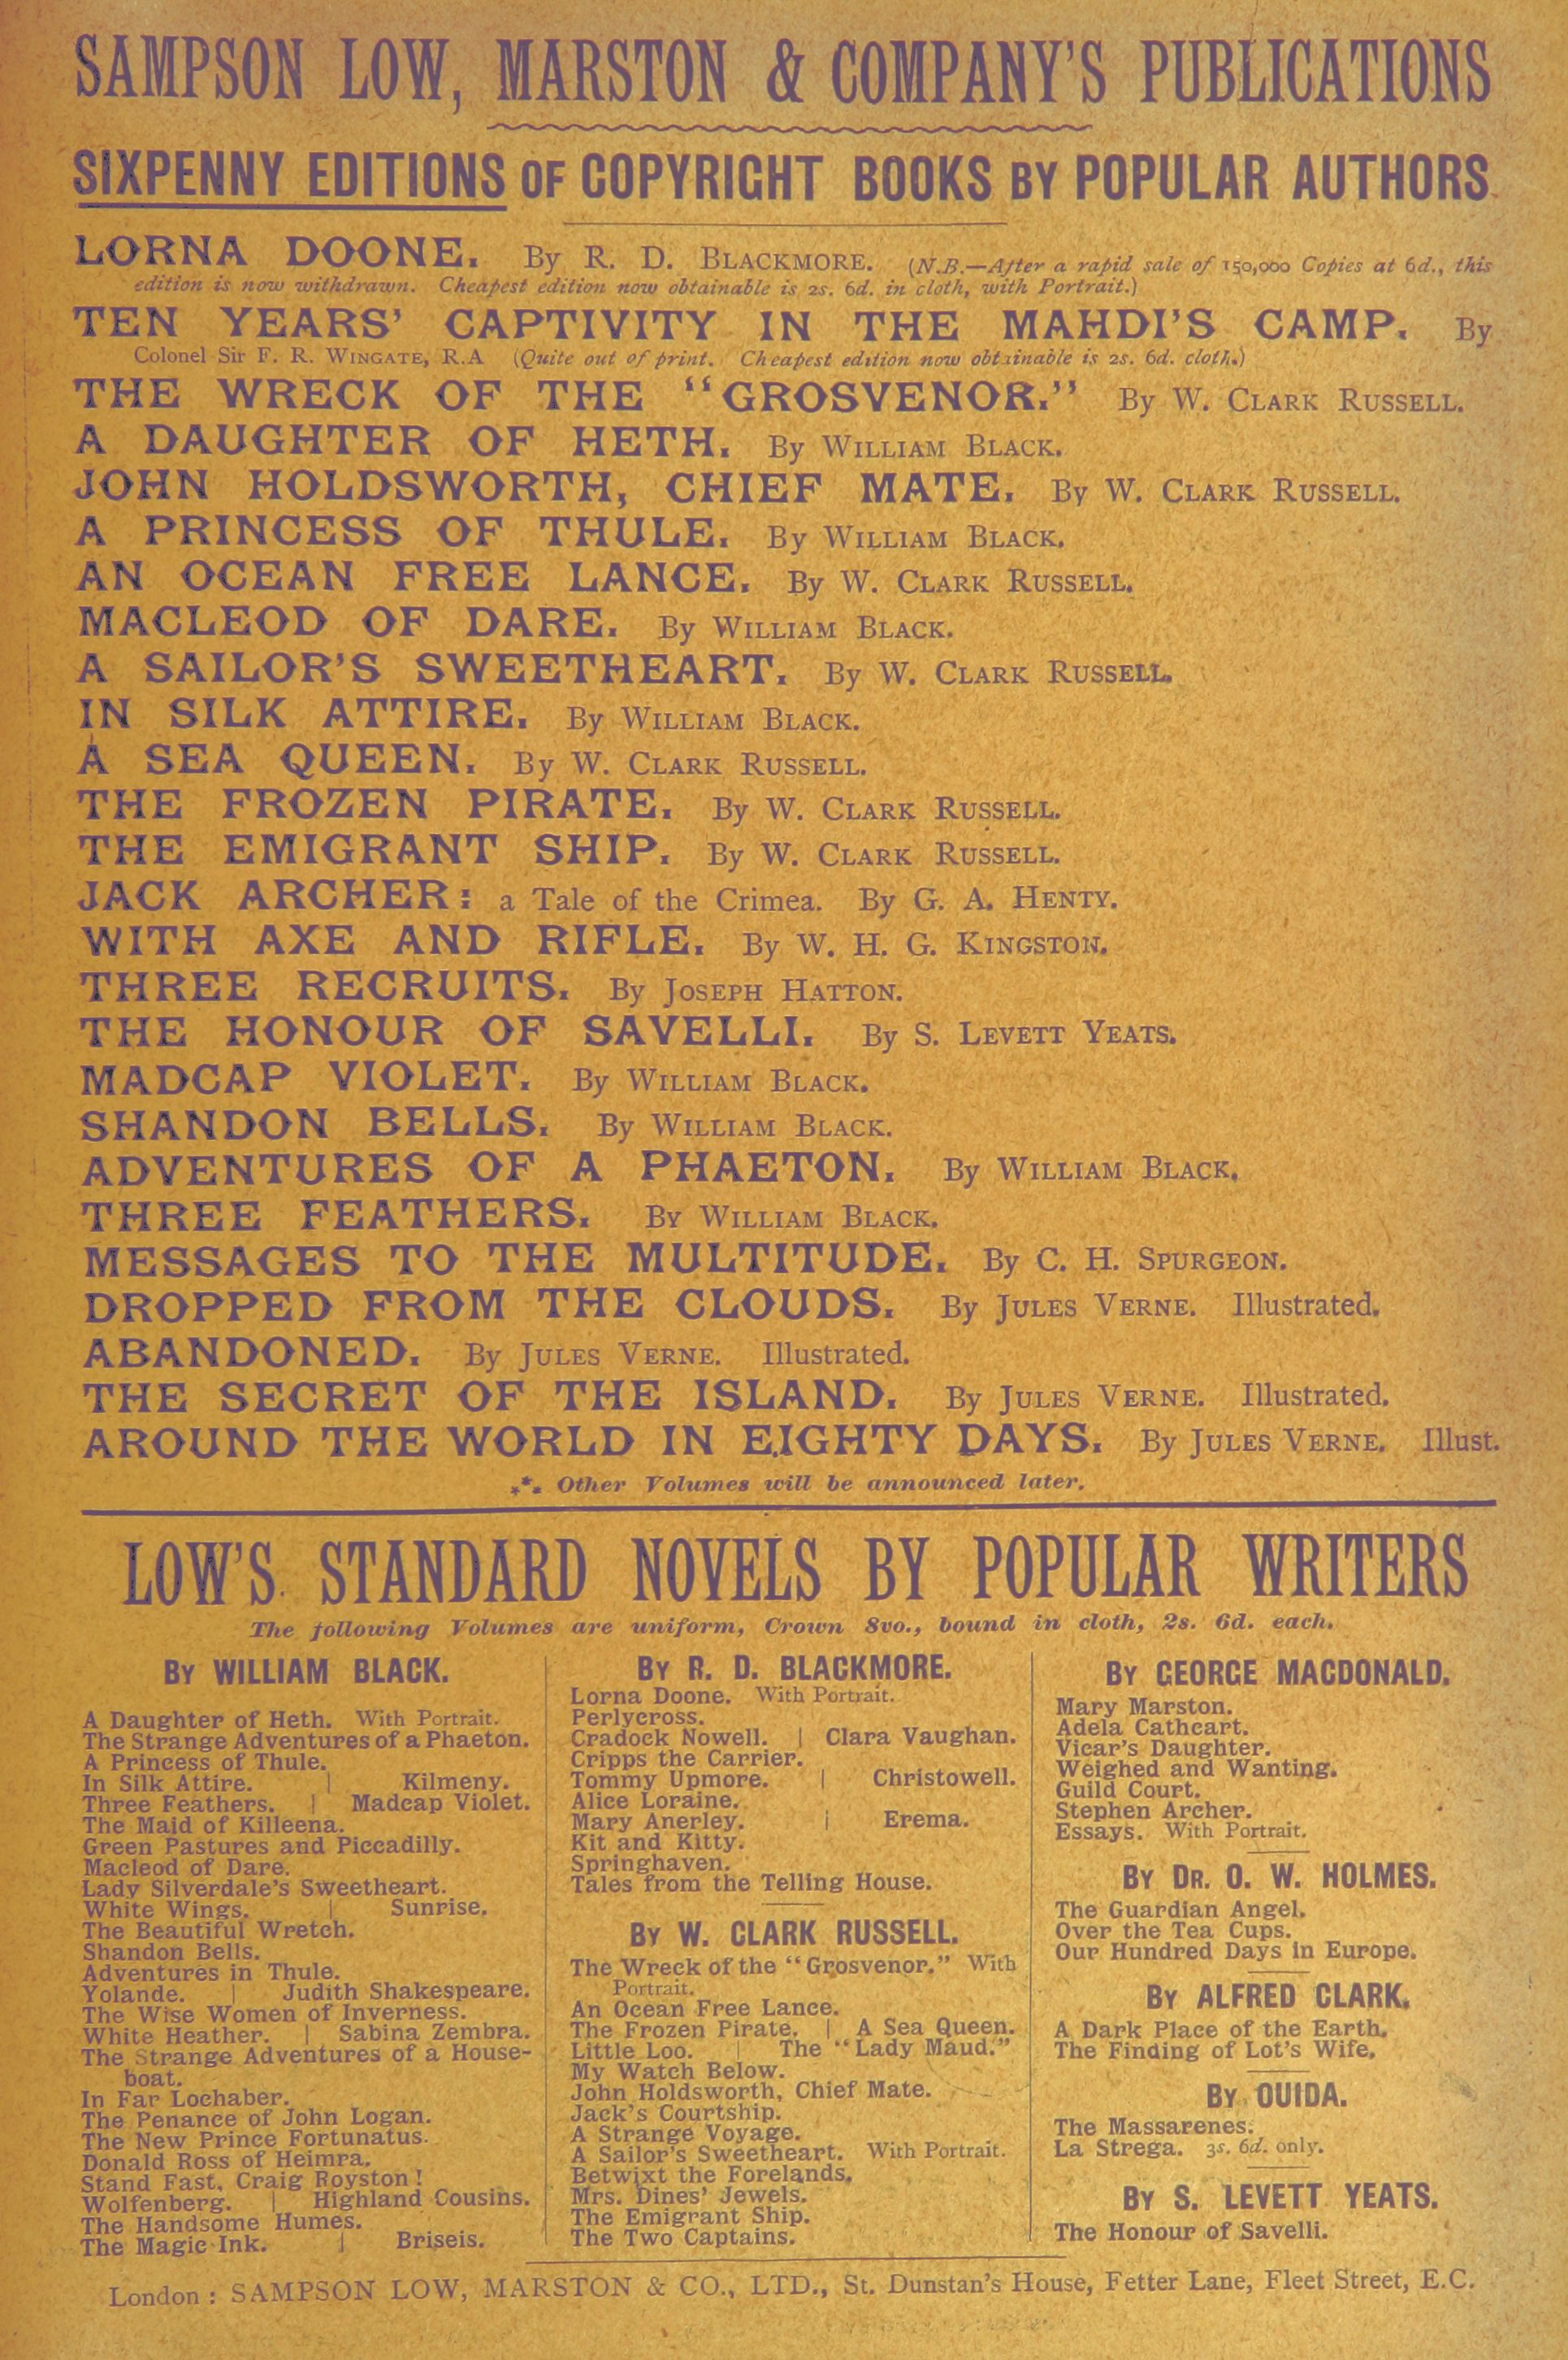 SAMPSON LOW, MARSTON & COMPANY'S PUBLICATIONS
SIXPENNY EDITIONS OF COPYRIGHT BOOKS BY POPULAR AUTHORS
LORNA DOONE. By R. D. BLACKMORE. (N.B.—After a rapid sale of 150,000 Copies at 6d., this
edition is now withdrawn. Cheapest edition now obtainable is 2s. 6d. in cloth, with Portrait.)
TEN YEARS' CAPTIVITY IN THE MAHDI'S CAMP. By
Colonel Sir F. R. WINGATE, R.A (Quite out of print. Cheapest edition now obtainable is 2s. 6d. cloth.)
THE WRECK OF THE "GROSVENOR." By W. CLARK RUSSELL.
A DAUGHTER OF HETH. By WILLIAM BLACK.
JOHN HOLDSWORTH, CHIEF MATE. By W. CLARK RUSSELL.
A PRINCESS OF THULE. By WILLIAM BLACK.
AN OCEAN FREE LANCE. By W. CLARK RUSSELL.
MACLEOD OF DARE. By WILLIAM BLACK.
A SAILOR'S SWEETHEART. By W. CLARK RUSSELL.
IN SILK ATTIRE. By WILLIAM BLACK.
A SEA QUEEN. By W. CLARK RUSSELL.
THE FROZEN PIRATE. By W. CLARK RUSSELL.
THE EMIGRANT SHIP. By W. CLARK RUSSELL.
JACK ARCHER: a Tale of the Crimea. By G. A. HENTY.
WITH AXE AND RIFLE. By W. H. G. KINGSTON.
THREE RECRUITS. By JOSEPH HATTON.
THE HONOUR OF SAVELLI. By S. LEVETT YEATS.
MADCAP VIOLET. By WILLIAM BLACK.
SHANDON BELLS. By WILLIAM BLACK.
ADVENTURES OF A PHAETON. By WILLIAM BLACK.
THREE FEATHERS. BY WILLIAM BLACK.
MESSAGES TO THE MULTITUDE. By C. H. SPURGEON.
DROPPED FROM THE CLOUDS. By JULES VERNE. Illustrated.
ABANDONED. By JULES VERNE. Illustrated.
THE SECRET OF THE ISLAND. By JULES VERNE. Illustrated.
AROUND THE WORLD IN EIGHTY DAYS. By JULES VERNE. Illust.
*** Other Volumes will be announced later.
LOW'S STANDARD NOVELS BY POPULAR WRITERS
The following Volumes are uniform, Crown 8vo., bound in cloth, 2s. 6d. each.
BY WILLIAM BLACK.
A Daughter of Heth. With Portrait.
The Strange Adventures of a Phaeton.
A Princess of Thule.
In Silk Attire. | Kilmeny.
Three Feathers. | Madcap Violet.
The Maid of Killeena.
Green Pastures and Piccadilly.
Macleod of Dare.
Lady Silverdale's Sweetheart.
White Wings. | Sunrise.
The Beautiful Wretch.
Shandon Bells.
Adventures in Thule.
Yolande. | Judith Shakespeare.
The Wise Women of Inverness.
White Heather. | Sabina Zembra.
The Strange Adventures of a House-
boat.
In Far Lochaber.
The Penance of John Logan.
The New Prince Fortunatus.
Donald Ross of Heimra.
Stand Fast, Craig Royston!
Wolfenberg. | Highland Cousins.
The Handsome Humes.
The Magic Ink. | Briseis.
BY R. D. BLACKMORE.
Lorna Doone. With Portrait.
Perlycross.
Cradock Nowell. | Clara Vaughan.
Cripps the Carrier.
Tommy Upmore. | Christowell.
Alice Loraine.
Mary Anerley. | Erema.
Kit and Kitty.
Springhaven.
Tales from the Telling House.
BY W. CLARK RUSSELL.
The Wreck of the "Grosvenor." With
Portrait.
An Ocean Free Lance.
The Frozen Pirate. | A Sea Queen.
Little Loo. | The "Lady Maud."
My Watch Below.
John Holdsworth, Chief Mate.
Jack's Courtship.
A Strange Voyage.
A Sailor's Sweetheart. With Portrait.
Betwixt the Forelands.
Mrs. Dines' Jewels.
The Emigrant Ship.
The Two Captains.
BY GEORGE MACDONALD.
Mary Marston.
Adela Cathcart.
Vicar's Daughter.
Weighed and Wanting.
Guild Court.
Stephen Archer.
Essays. With Portrait.
BY DR. O. W. HOLMES.
The Guardian Angel.
Over the Tea Cups.
Our Hundred Days in Europe.
BY ALFRED CLARK.
A Dark Place of the Earth.
The Finding of Lot's Wife.
BY OUIDA.
The Massarenes.
La Strega. 3s. 6d. only.
BY S. LEVETT YEATS.
The Honour of Savelli.
London: SAMPSON LOW, MARSTON & CO., LTD., St. Dunstan's House, Fetter Lane, Fleet Street, E.C.